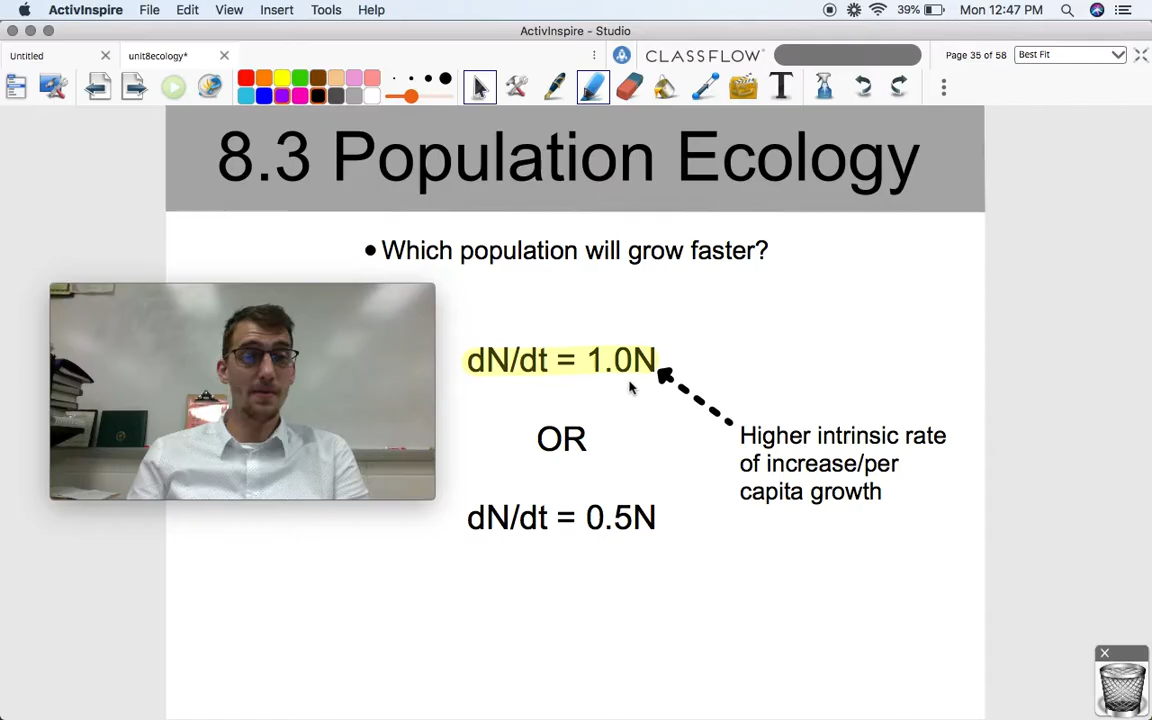 ActivInspire File Edit View Insert Tools Help 39% Mon 12:47 PM
ActivInspire - Studio
Untitled unit8ecology* CLASSFLOW Page 35 of 58 Best Fit
T
8.3 Population Ecology
• Which population will grow faster?
dN/dt = 1.0N
OR
Higher intrinsic rate
of increase/per
capita growth
dN/dt = 0.5N